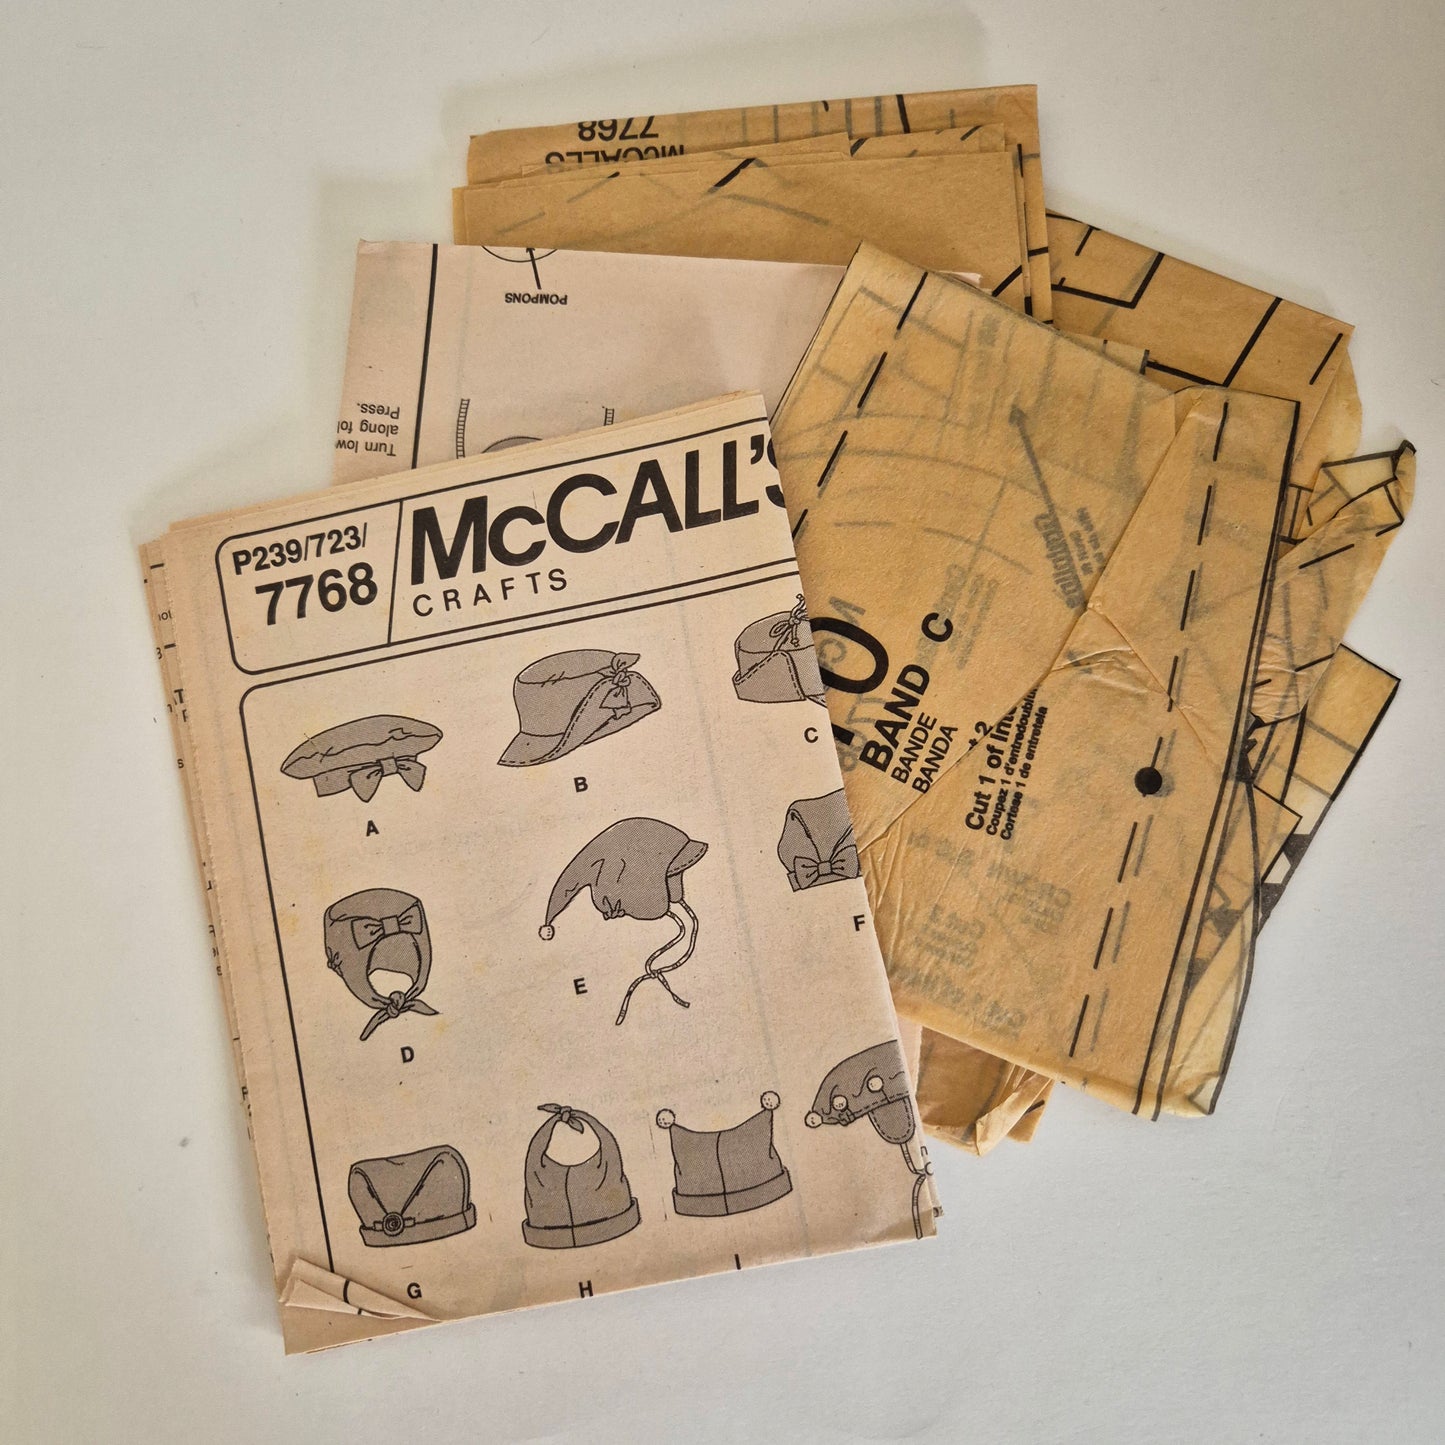 7768
McCALL'S
POMPONS
Turn low
along fol
Press.
P239/723/
7768
McCALL'S
CRAFTS
A
B
C
D
E
F
G
H
I
BAND C
BANDE
BANDA
Cut 1 of Inte
Coupez 1 d'entredoublu
Cortese 1 de entretela